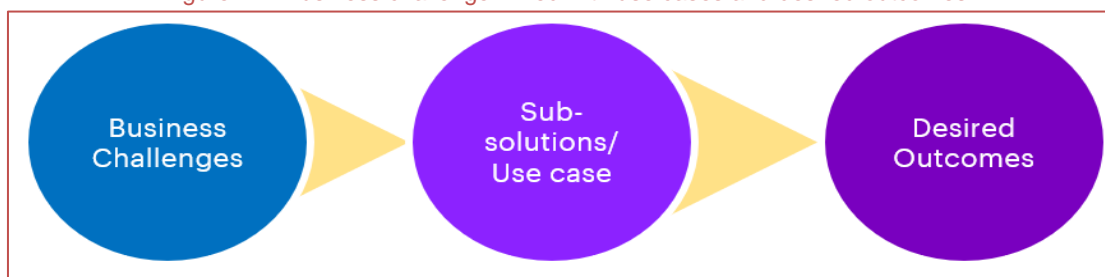 Business
Challenges
Sub-
solutions/
Use case
Desired
Outcomes